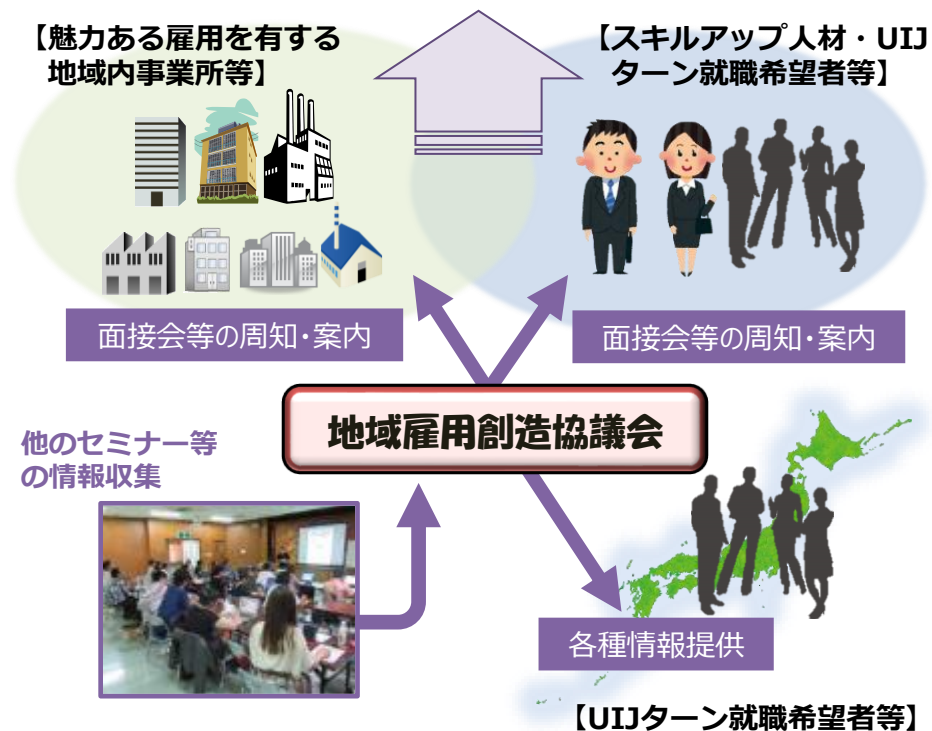 【魅力ある雇用を有する
地域内事業所等】
【スキルアップ人材・UIJ
ターン就職希望者等】
面接会等の周知・案内
面接会等の周知・案内
地域雇用創造協議会
他のセミナー等
の情報収集
各種情報提供
【UIJターン就職希望者等】